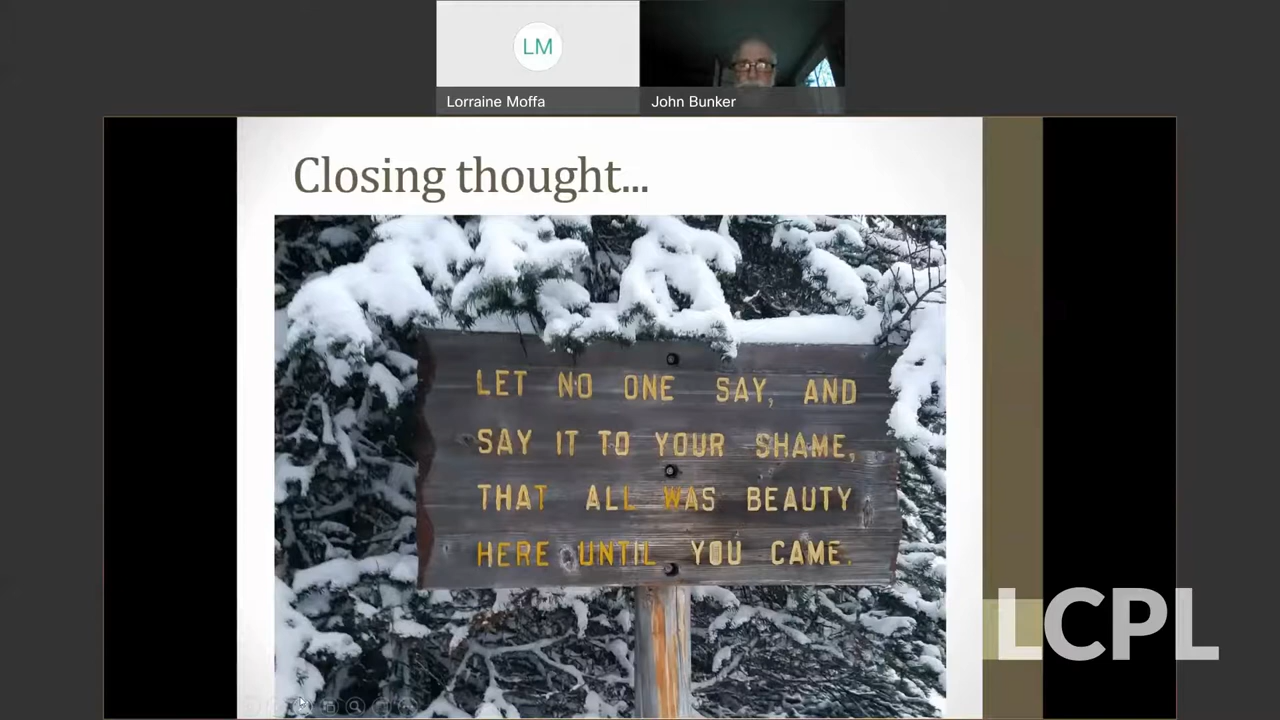 LM
Lorraine Moffa
John Bunker
Closing thought...
LET NO ONE SAY, AND
SAY IT TO YOUR SHAME,
THAT ALL WAS BEAUTY
HERE UNTIL YOU CAME.
LCPL